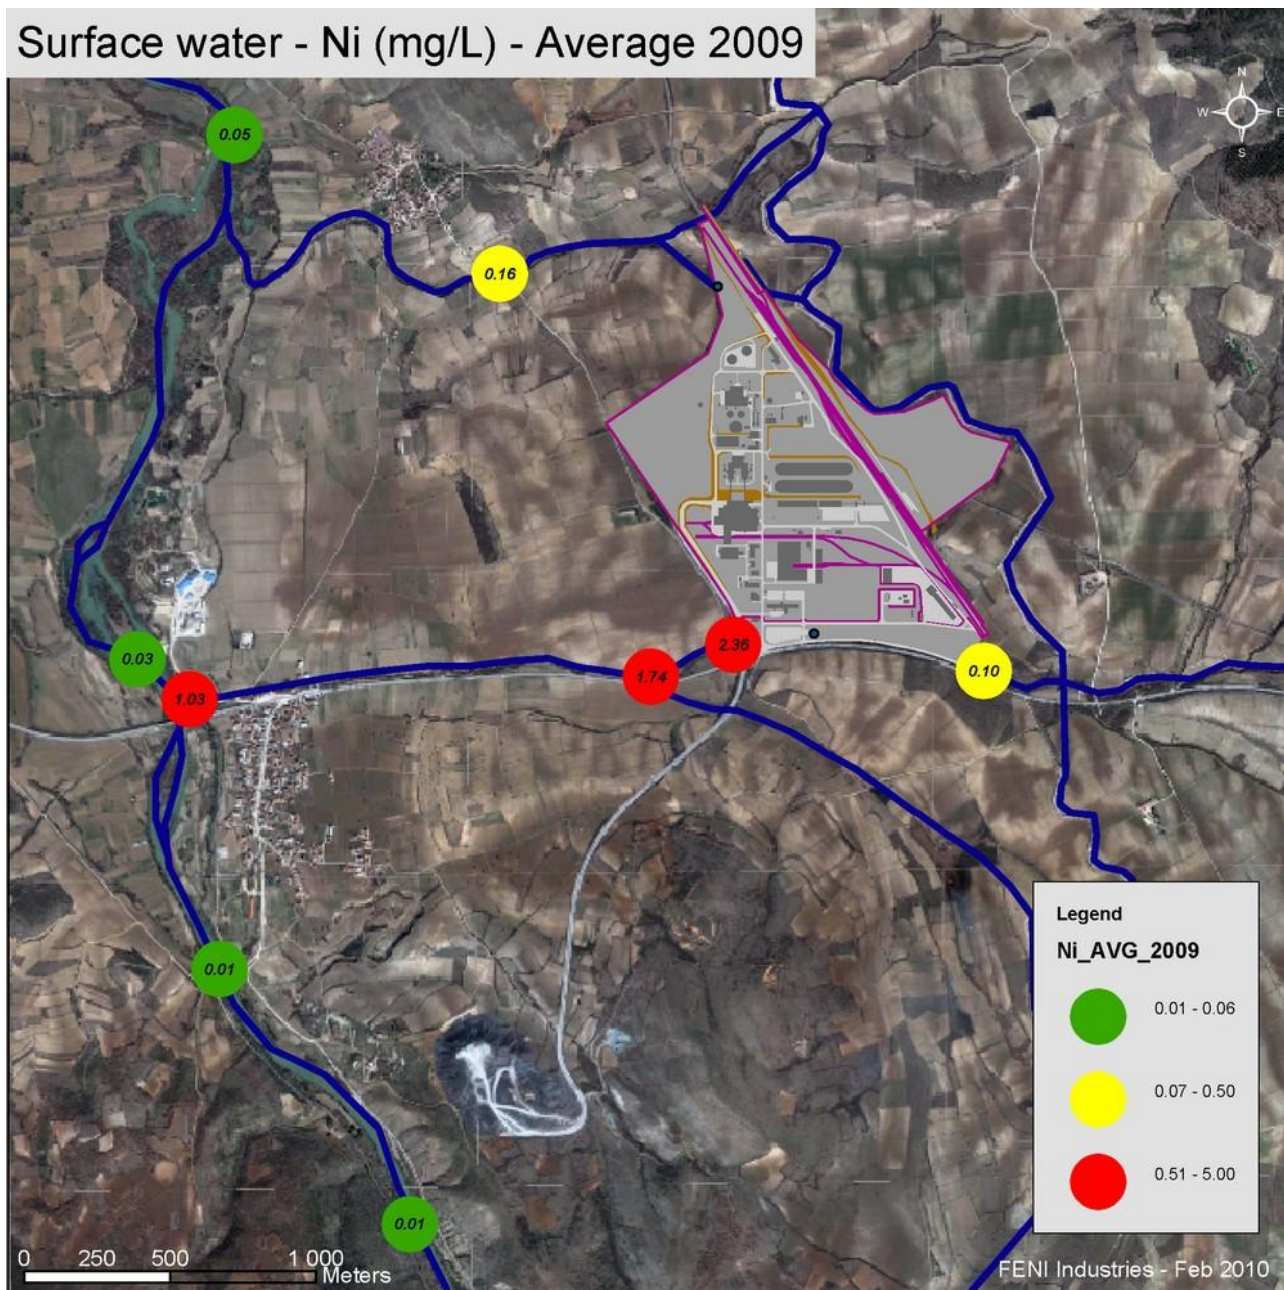 Surface water - Ni (mg/L) - Average 2009
N
W
E
S
0.05
0.16
2.36
0.03
1.74
0.10
1.03
0.01
0.01
Legend
Ni_AVG_2009
0.01 - 0.06
0.07 - 0.50
0.51 - 5.00
0 250 500 1 000
Meters
FENI Industries - Feb 2010